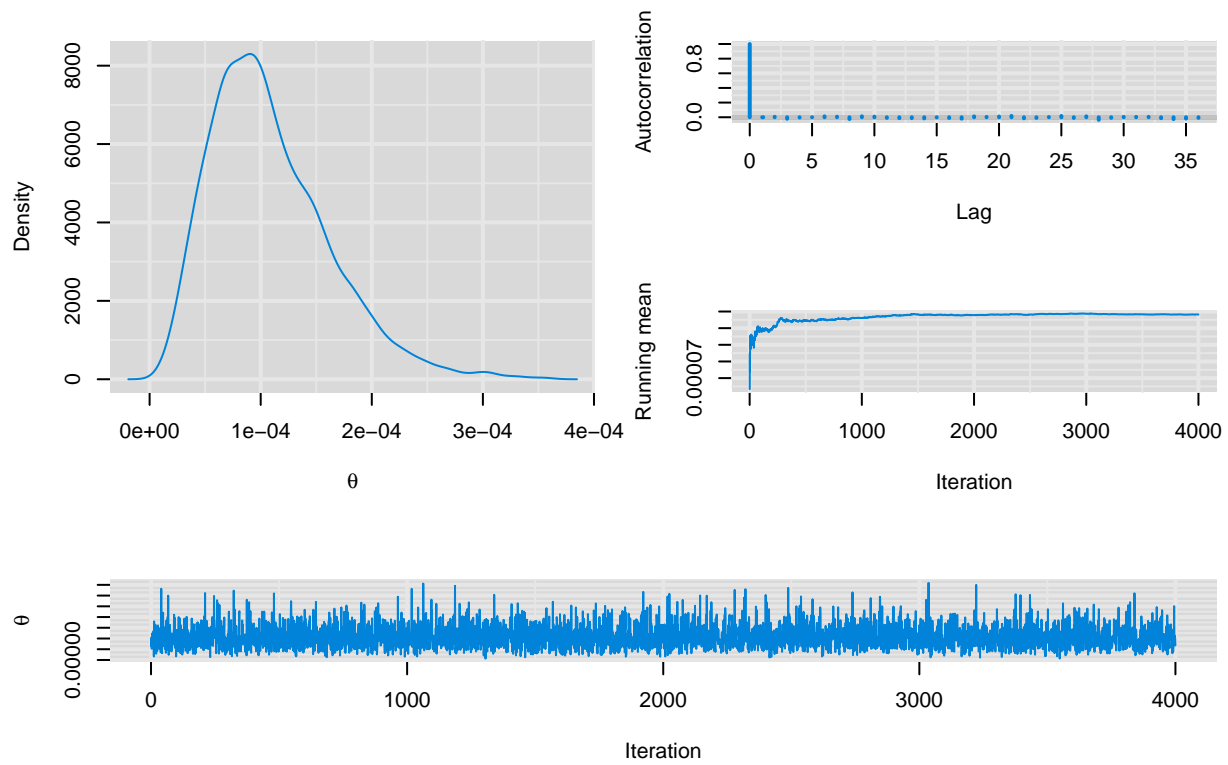 Density
8000
6000
4000
2000
0
0e+00 1e−04 2e−04 3e−04 4e−04
θ
Autocorrelation
0.8
0.0
0 5 10 15 20 25 30 35
Lag
Running mean
0.00007
0 1000 2000 3000 4000
Iteration
θ
0.00000
0 1000 2000 3000 4000
Iteration